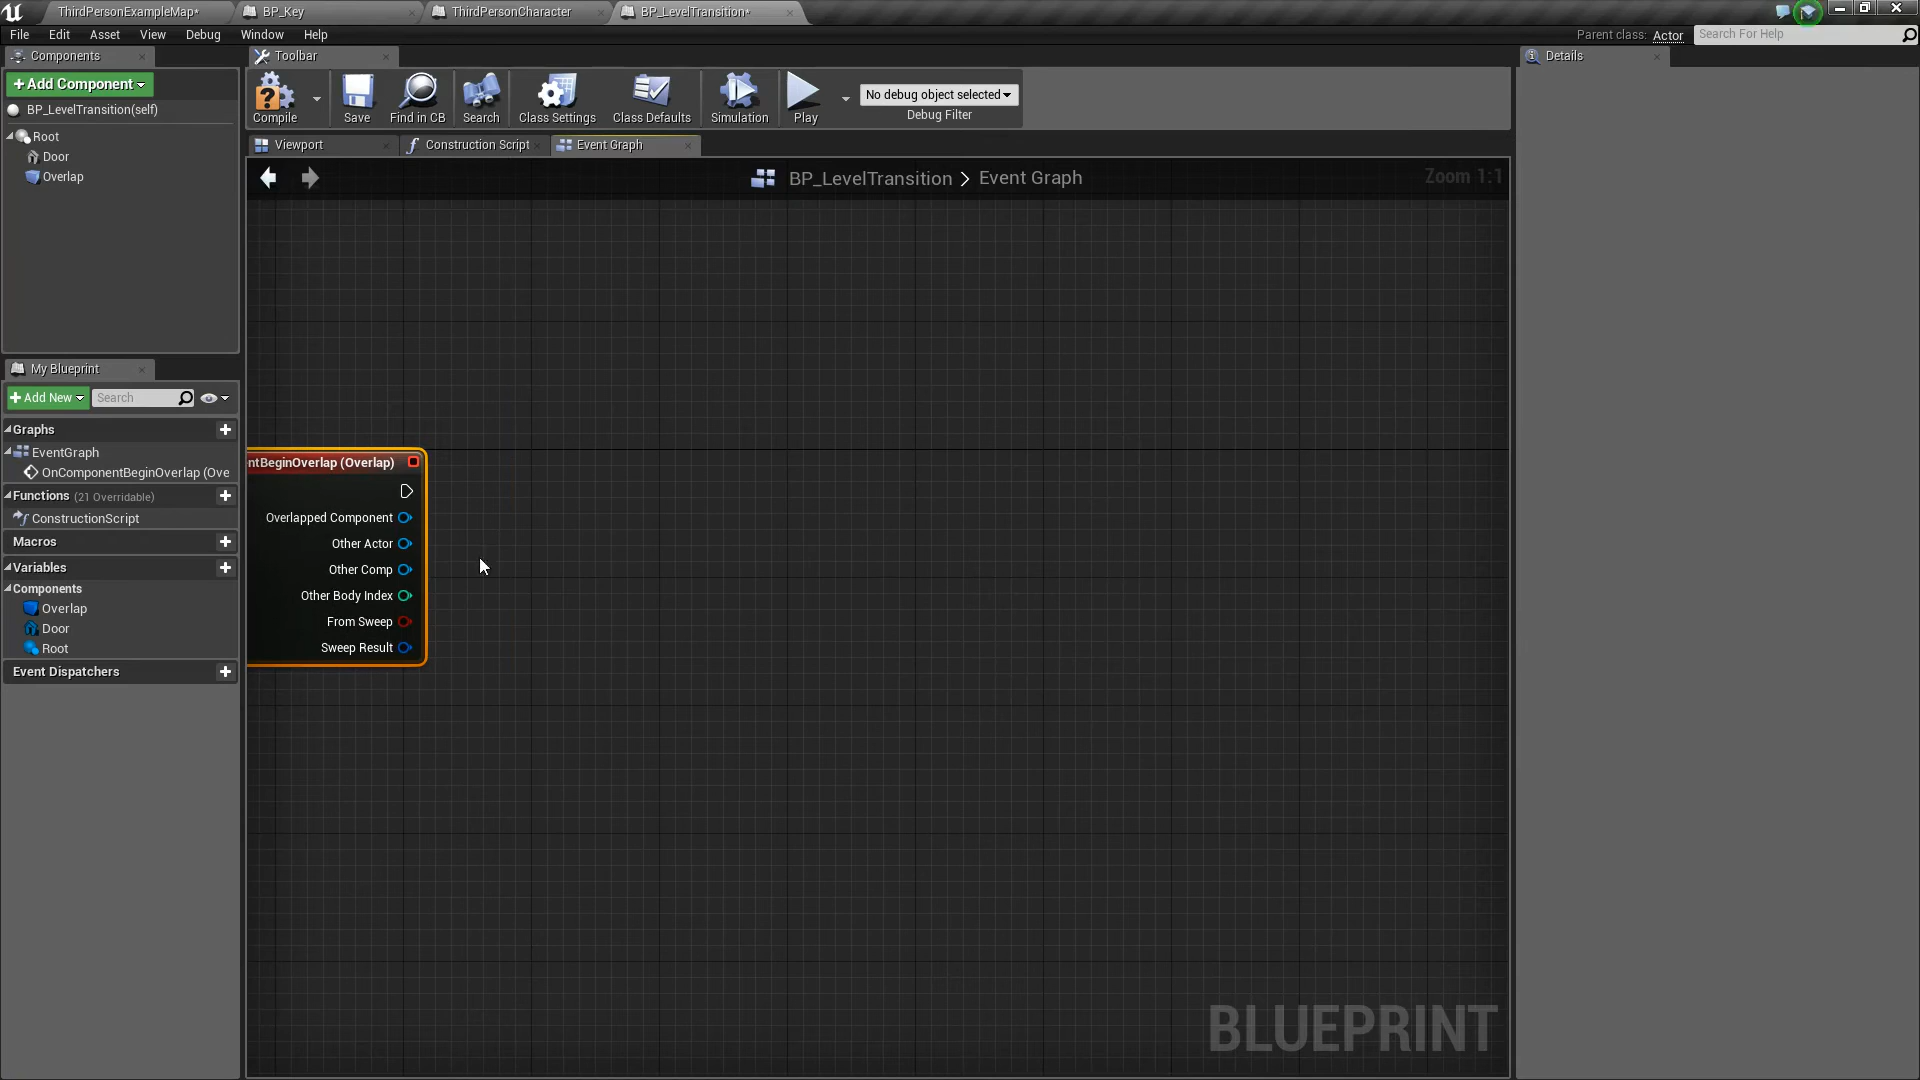 ThirdPersonExampleMap*
BP_Key
ThirdPersonCharacter
BP_LevelTransition*
File Edit Asset View Debug Window Help
Parent class: Actor
Search For Help
Components
Toolbar
Details
+ Add Component
BP_LevelTransition(self)
Root
Door
Overlap
Compile
Save
Find in CB
Search
Class Settings
Class Defaults
Simulation
Play
No debug object selected
Debug Filter
Viewport
Construction Script
Event Graph
BP_LevelTransition > Event Graph
Zoom 1:1
My Blueprint
+ Add New
Search
Graphs
EventGraph
OnComponentBeginOverlap (Ove
Functions (21 Overridable)
ConstructionScript
Macros
Variables
Components
Overlap
Door
Root
Event Dispatchers
ntBeginOverlap (Overlap)
Overlapped Component
Other Actor
Other Comp
Other Body Index
From Sweep
Sweep Result
BLUEPRINT